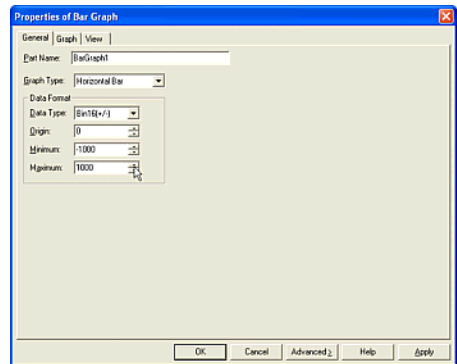 Properties of Bar Graph
General Graph View
Part Name: BarGraph1
Graph Type: Horizontal Bar
Data Format
Data Type: Bin16(+/-)
Origin: 0
Minimum: -1000
Maximum: 1000
OK Cancel Advanced> Help Apply